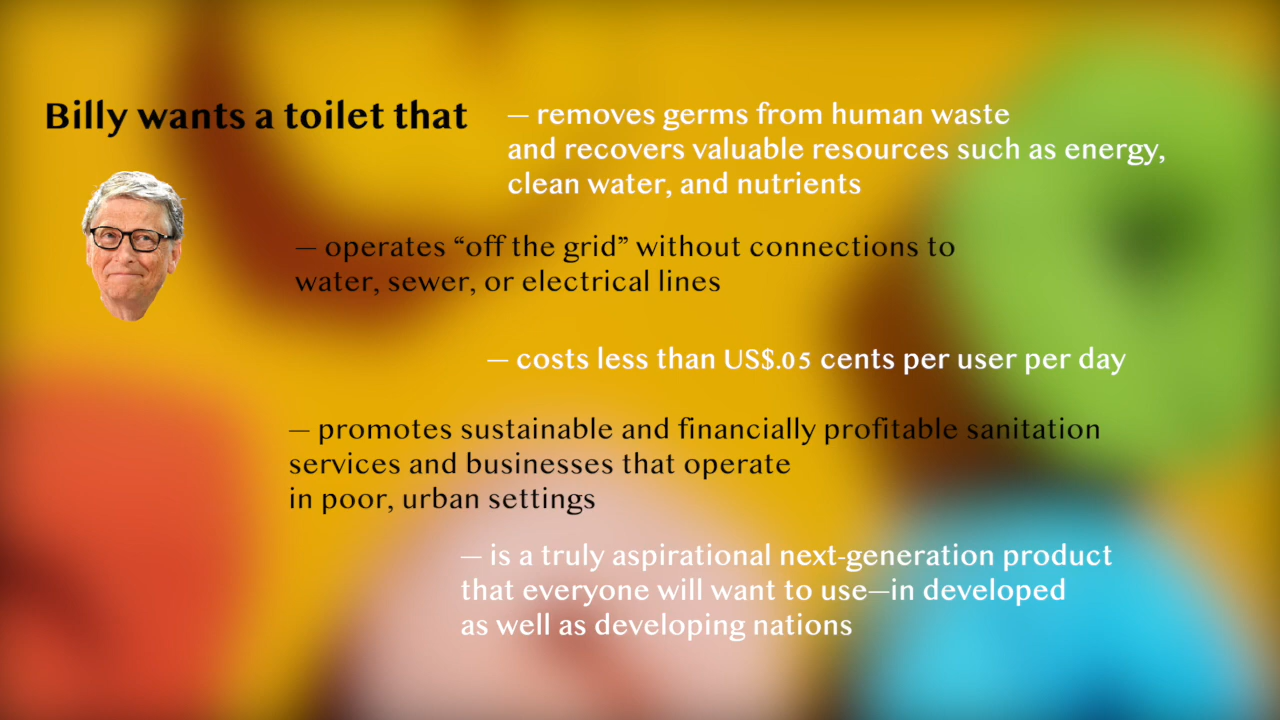 Billy wants a toilet that
— removes germs from human waste
and recovers valuable resources such as energy,
clean water, and nutrients
— operates “off the grid” without connections to
water, sewer, or electrical lines
— costs less than US$.05 cents per user per day
— promotes sustainable and financially profitable sanitation
services and businesses that operate
in poor, urban settings
— is a truly aspirational next-generation product
that everyone will want to use—in developed
as well as developing nations